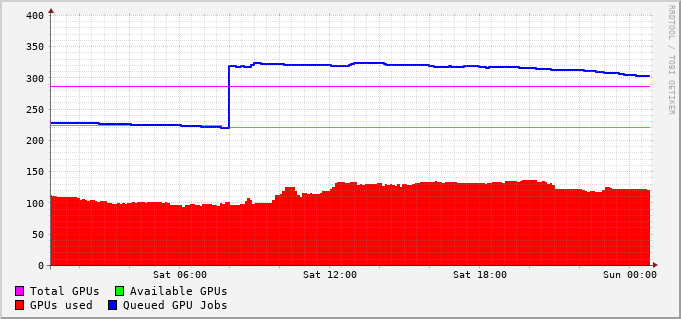 400
350
300
250
200
150
100
50
0
Sat 06:00 Sat 12:00 Sat 18:00 Sun 00:00
Total GPUs Available GPUs
GPUs used Queued GPU Jobs
RRDTOOL / TOBI OETIKER